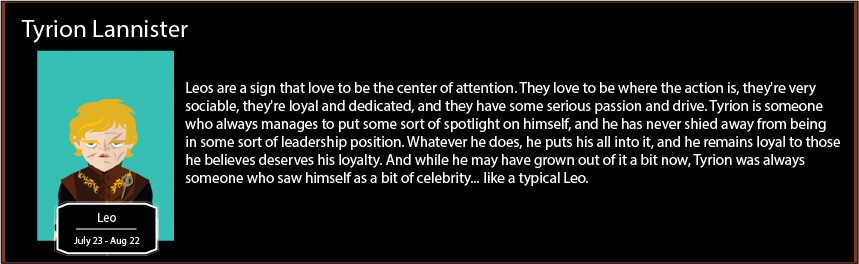 Tyrion Lannister
Leos are a sign that love to be the center of attention. They love to be where the action is, they're very
sociable, they're loyal and dedicated, and they have some serious passion and drive. Tyrion is someone
who always manages to put some sort of spotlight on himself, and he has never shied away from being
in some sort of leadership position. Whatever he does, he puts his all into it, and he remains loyal to those
he believes deserves his loyalty. And while he may have grown out of it a bit now, Tyrion was always
someone who saw himself as a bit of celebrity... like a typical Leo.
Leo
July 23 - Aug 22